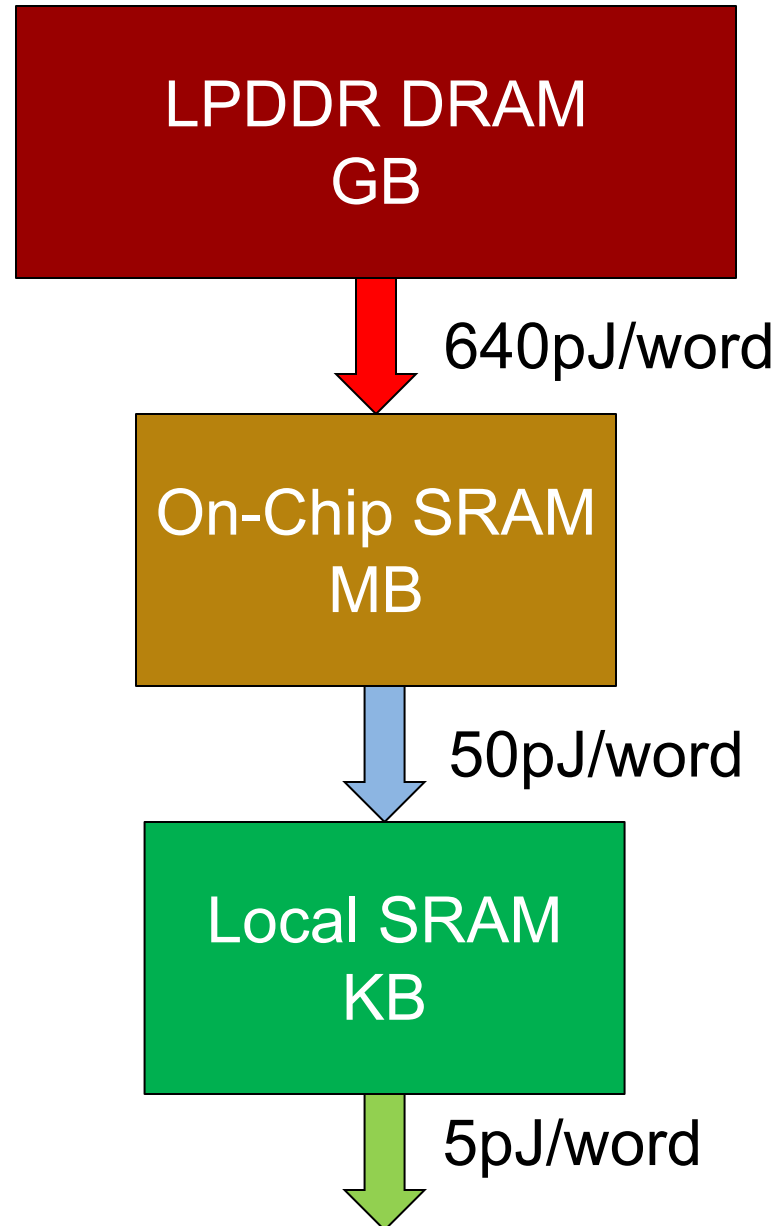 LPDDR DRAM
GB
640pJ/word
On-Chip SRAM
MB
50pJ/word
Local SRAM
KB
5pJ/word